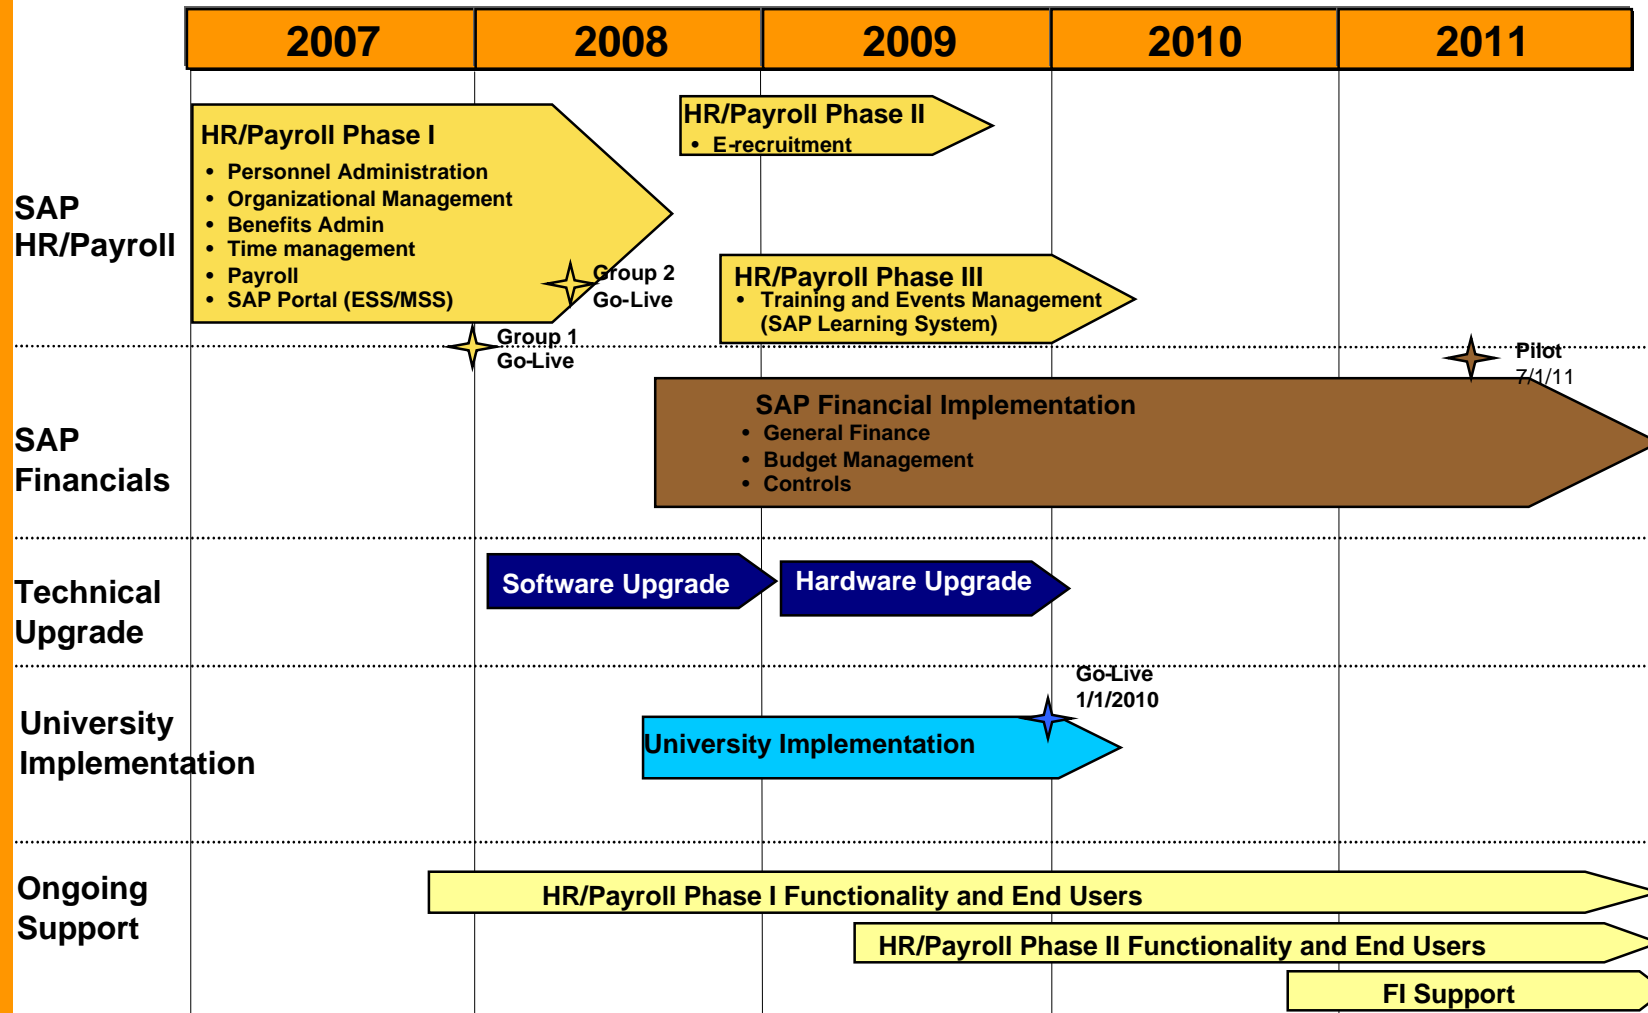 2007 2008 2009 2010 2011
SAP
HR/Payroll
HR/Payroll Phase I
• Personnel Administration
• Organizational Management
• Benefits Admin
• Time management
• Payroll
• SAP Portal (ESS/MSS)
Group 2
Go-Live
Group 1
Go-Live
HR/Payroll Phase II
• E-recruitment
HR/Payroll Phase III
• Training and Events Management
(SAP Learning System)
Pilot
7/1/11
SAP
Financials
SAP Financial Implementation
• General Finance
• Budget Management
• Controls
Technical
Upgrade
Software Upgrade
Hardware Upgrade
Go-Live
1/1/2010
University
Implementation
University Implementation
Ongoing
Support
HR/Payroll Phase I Functionality and End Users
HR/Payroll Phase II Functionality and End Users
FI Support